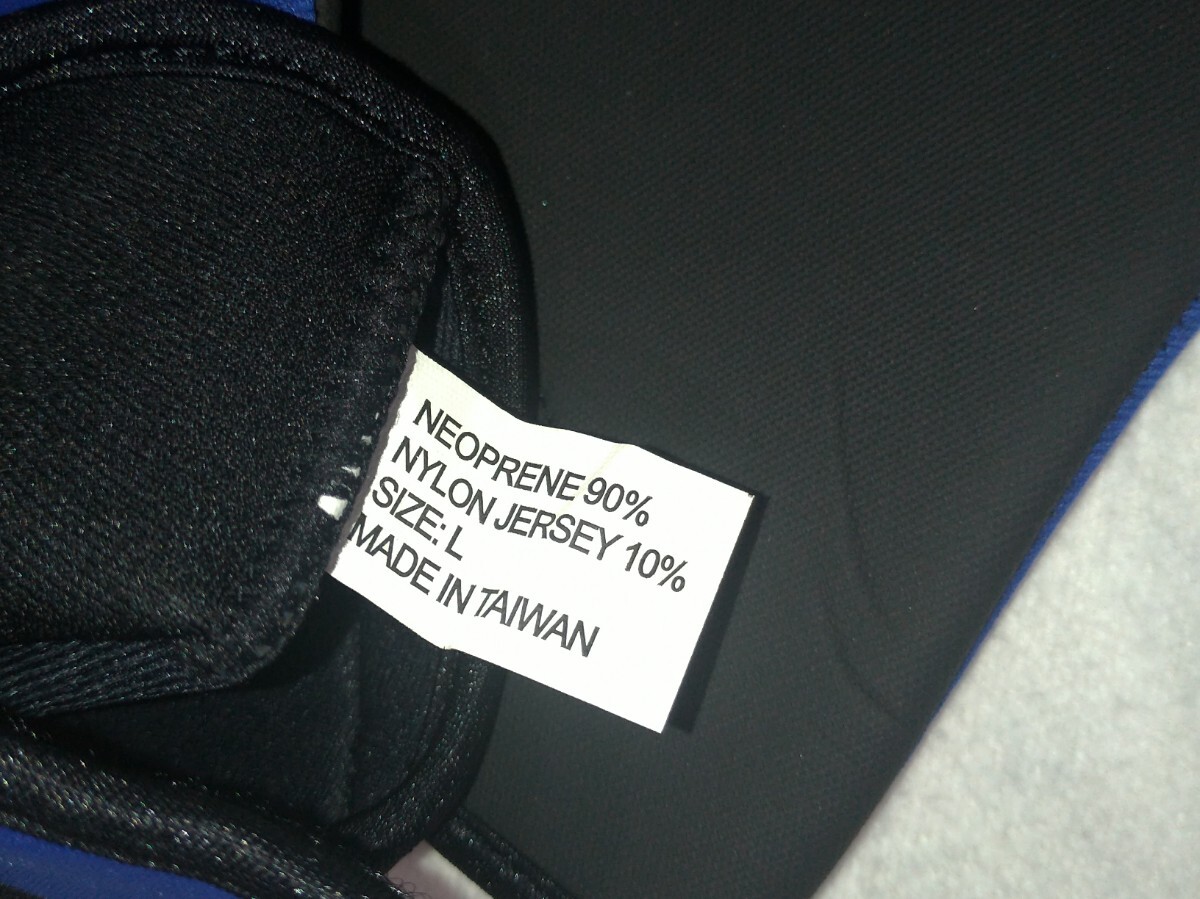 NEOPRENE 90%
NYLON JERSEY 10%
SIZE: L
MADE IN TAIWAN